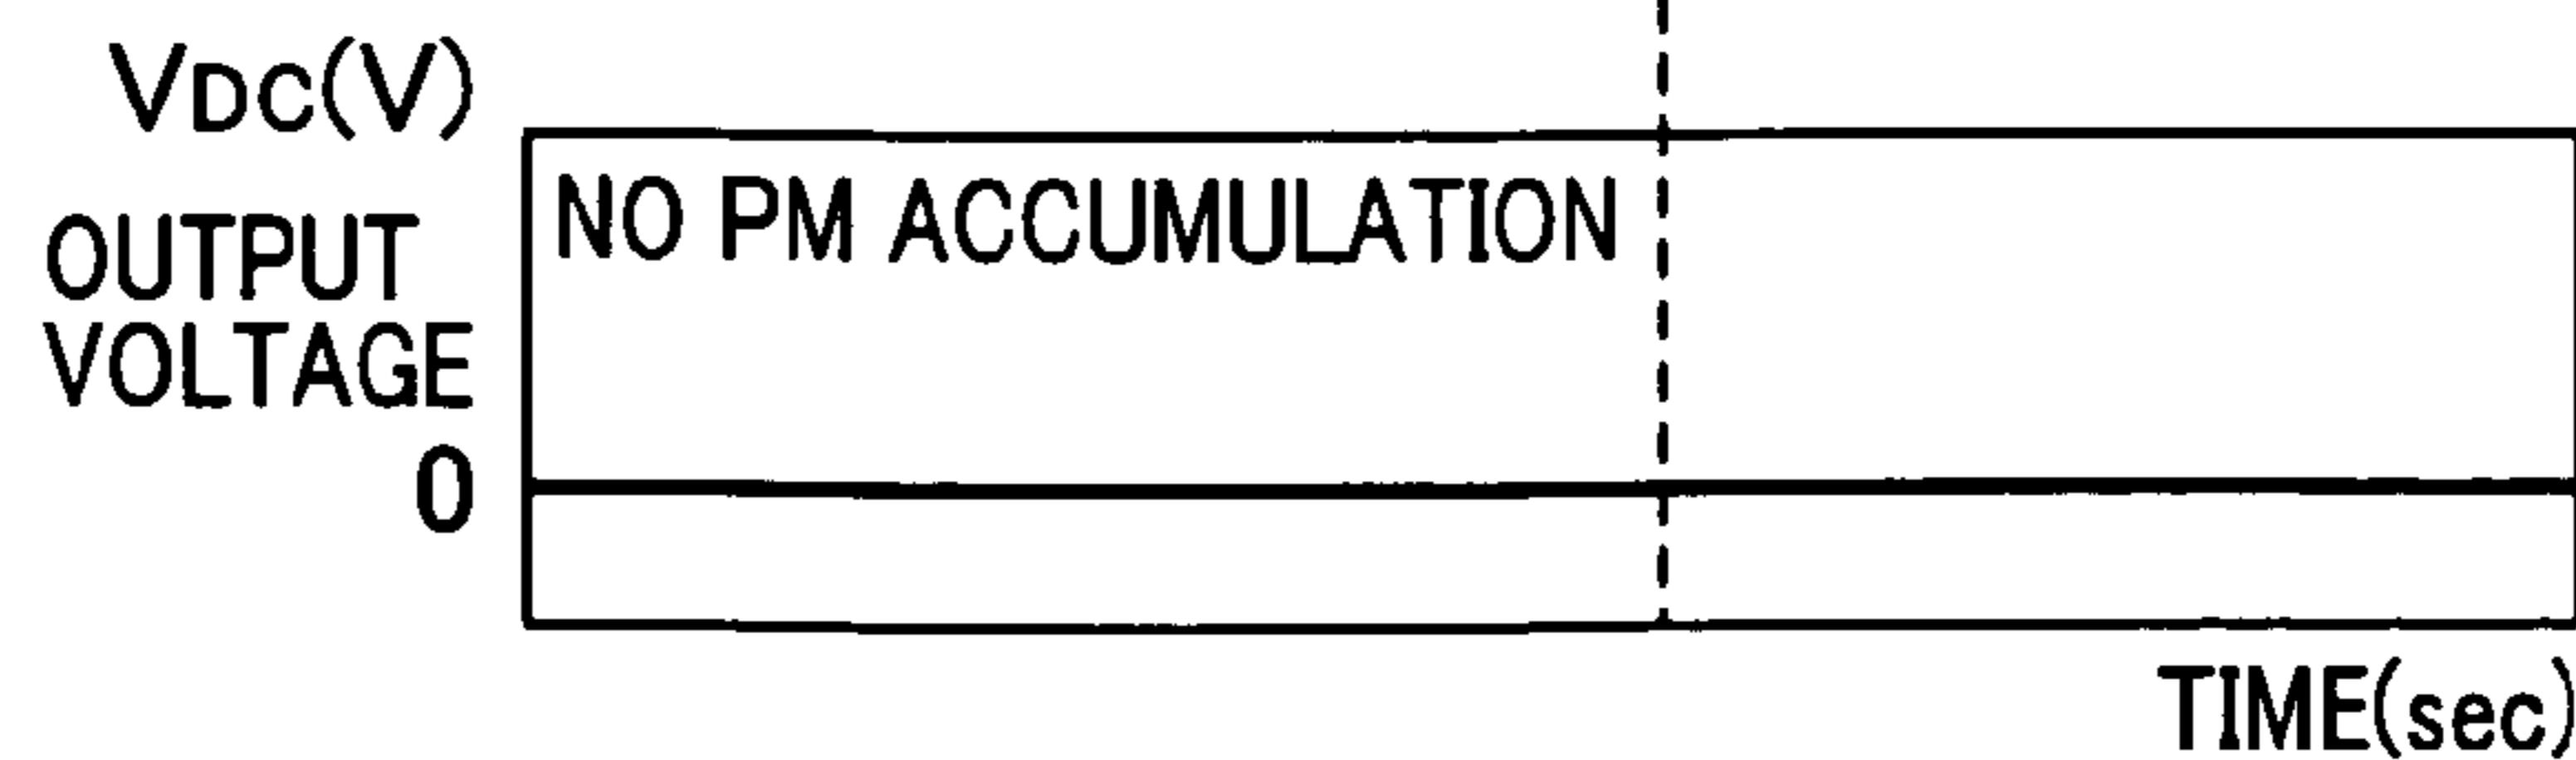 VDC(V)
OUTPUT
VOLTAGE
0
NO PM ACCUMULATION
TIME(sec)